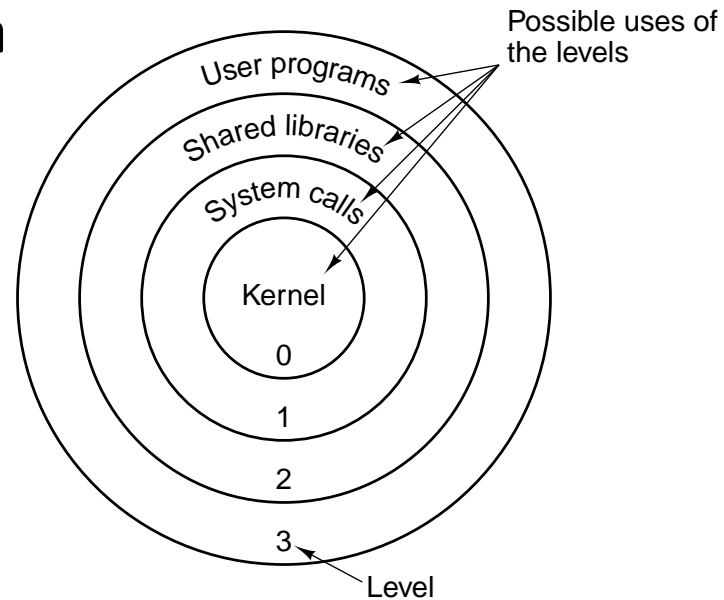 Possible uses of
the levels
User programs
Shared libraries
System calls
Kernel
0
1
2
3
Level